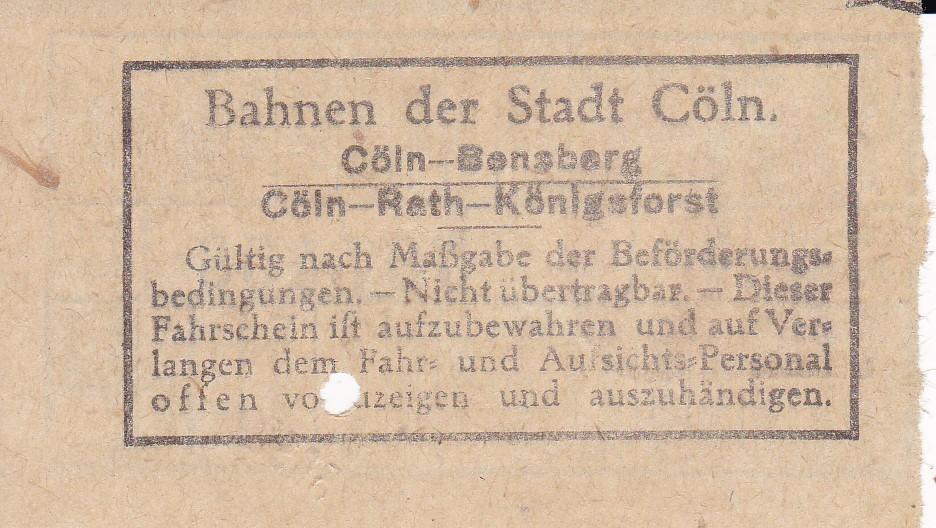 Bahnen der Stadt Cöln.
Cöln—Bensberg
Cöln—Rath—Königsforst
Gültig nach Maßgabe der Beförderungs-
bedingungen. — Nicht übertragbar. — Dieser
Fahrschein ist aufzubewahren und auf Ver-
langen dem Fahr- und Aufsichts-Personal
offen und auszuhändigen.